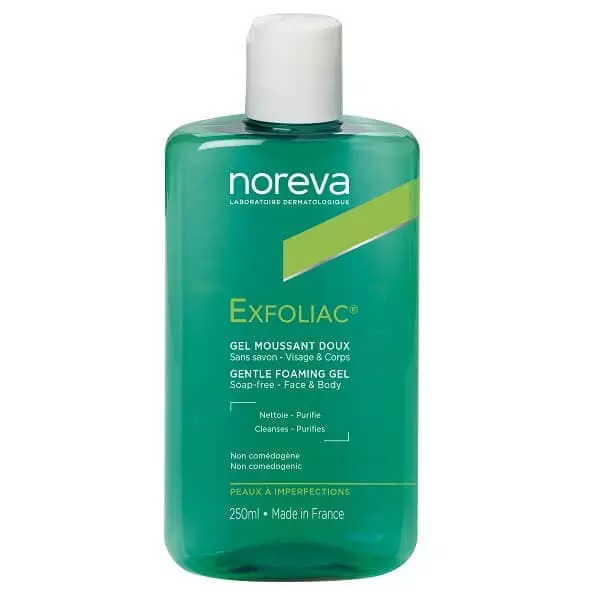 noreva
LABORATOIRE DERMATOLOGIQUE
EXFOLIAC®
GEL MOUSSANT DOUX
Sans savon - Visage & Corps
GENTLE FOAMING GEL
Soap-free - Face & Body
Nettoie - Purifie
Cleanses - Purifies
Non comédogène
Non comedogenic
PEAUX À IMPERFECTIONS
250ml • Made in France